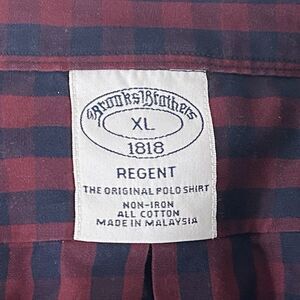 Brooks Brothers
XL
1818
REGENT
THE ORIGINAL POLO SHIRT
NON-IRON
ALL COTTON
MADE IN MALAYSIA